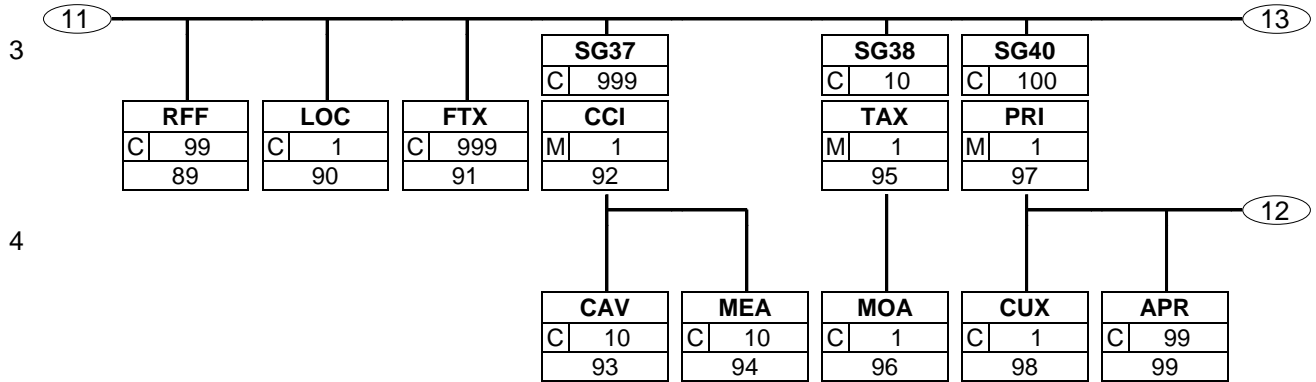 11 13
3
SG37 SG38 SG40
C 999 C 10 C 100
RFF LOC FTX CCI TAX PRI
C 99 C 1 C 999 M 1 M 1 M 1
89 90 91 92 95 97
12
4
CAV MEA MOA CUX APR
C 10 C 10 C 1 C 1 C 99
93 94 96 98 99